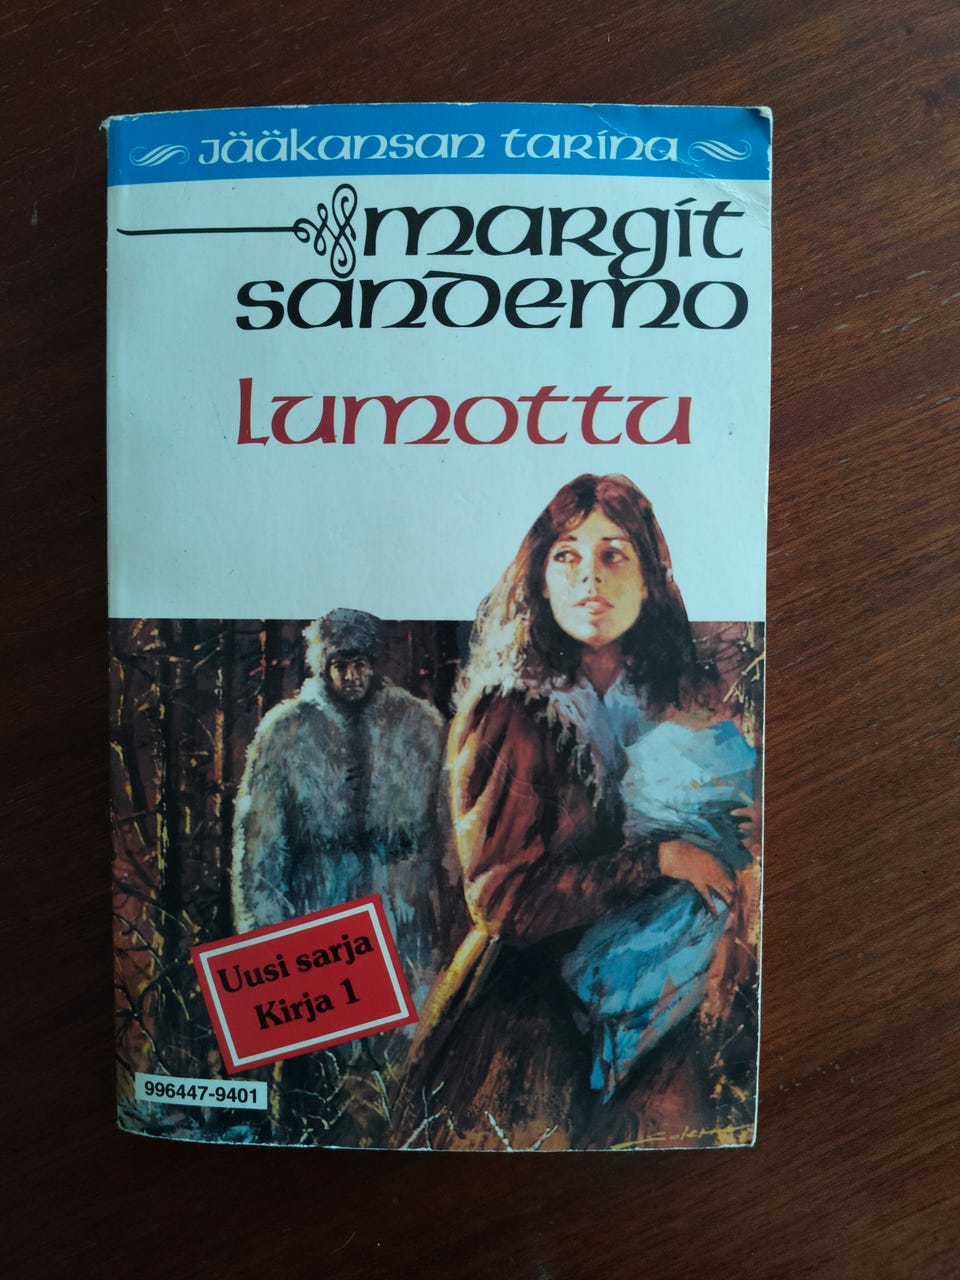 Jääkansan tarina
margit
sandemo
Lumottu
Uusi sarja
Kirja 1
996447-9401